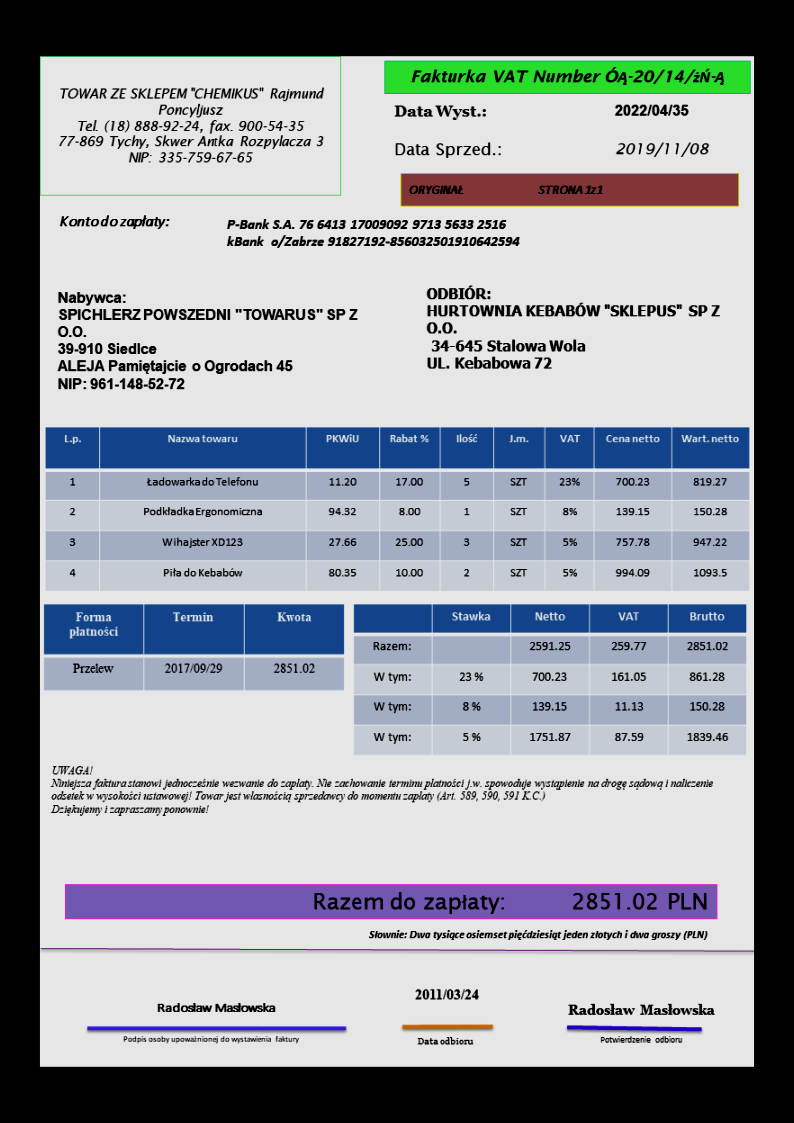 TOWAR ZE SKLEPEM "CHEMIKUS" Rajmund
Poncyljusz
Tel. (18) 888-92-24, fax. 900-54-35
77-869 Tychy, Skwer Antka Rozpylacza 3
NIP: 335-759-67-65
Fakturka VAT Number ÓĄ-20/14/żŃ-Ą
Data Wyst.: 2022/04/35
Data Sprzed.: 2019/11/08
ORYGINAŁ STRONA 1z1
Konto do zapłaty:
P-Bank S.A. 76 6413 17009092 9713 5633 2516
kBank o/Zabrze 91827192-856032501910642594
Nabywca:
SPICHLERZ POWSZEDNI "TOWARUS" SP Z
O.O.
39-910 Siedlce
ALEJA Pamiętajcie o Ogrodach 45
NIP: 961-148-52-72
ODBIÓR:
HURTOWNIA KEBABÓW "SKLEPUS" SP Z
O.O.
34-645 Stalowa Wola
UL. Kebabowa 72
L.p. Nazwa towaru PKWiU Rabat % Ilość J.m. VAT Cena netto Wart. netto
1 Ładowarka do Telefonu 11.20 17.00 5 SZT 23% 700.23 819.27
2 Podkładka Ergonomiczna 94.32 8.00 1 SZT 8% 139.15 150.28
3 Wihajster XD123 27.66 25.00 3 SZT 5% 757.78 947.22
4 Piła do Kebabów 80.35 10.00 2 SZT 5% 994.09 1093.5
Forma płatności Termin Kwota
Przelew 2017/09/29 2851.02
Stawka Netto VAT Brutto
Razem: 2591.25 259.77 2851.02
W tym: 23 % 700.23 161.05 861.28
W tym: 8 % 139.15 11.13 150.28
W tym: 5 % 1751.87 87.59 1839.46
UWAGA!
Niniejsza faktura stanowi jednocześnie wezwanie do zapłaty. Nie zachowanie terminu płatności j.w. spowoduje wystąpienie na drogę sądową i naliczenie
odsetek w wysokości ustawowej! Towar jest własnością sprzedawcy do momentu zapłaty (Art. 589, 590, 591 K.C.)
Dziękujemy i zapraszamy ponownie!
Razem do zapłaty: 2851.02 PLN
Słownie: Dwa tysiące osiemset pięćdziesiąt jeden złotych i dwa groszy (PLN)
Radosław Masłowska
Podpis osoby upoważnionej do wystawienia faktury
2011/03/24
Data odbioru
Radosław Masłowska
Potwierdzenie odbioru